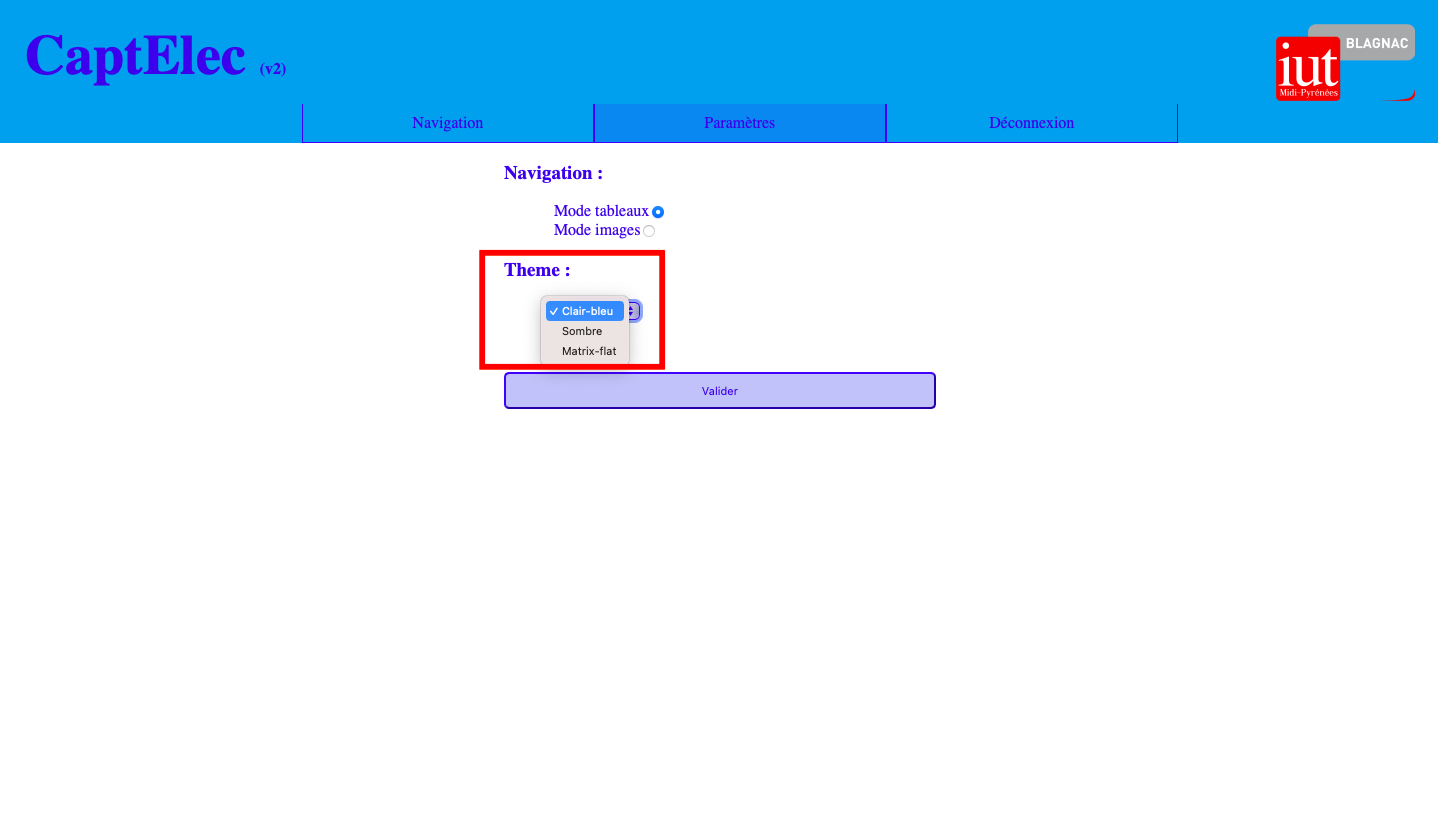 CaptElec (v2)
BLAGNAC
iut
Midi-Pyrénées
Navigation Paramètres Déconnexion
Navigation :
Mode tableaux
Mode images
Theme :
✓ Clair-bleu
Sombre
Matrix-flat
Valider